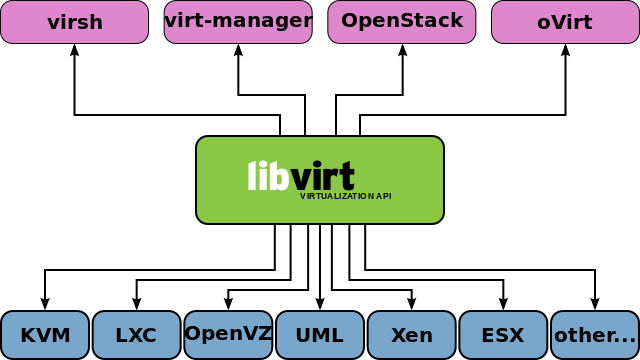 virsh
virt-manager
OpenStack
oVirt
libvirt
VIRTUALIZATION API
KVM
LXC
OpenVZ
UML
Xen
ESX
other...